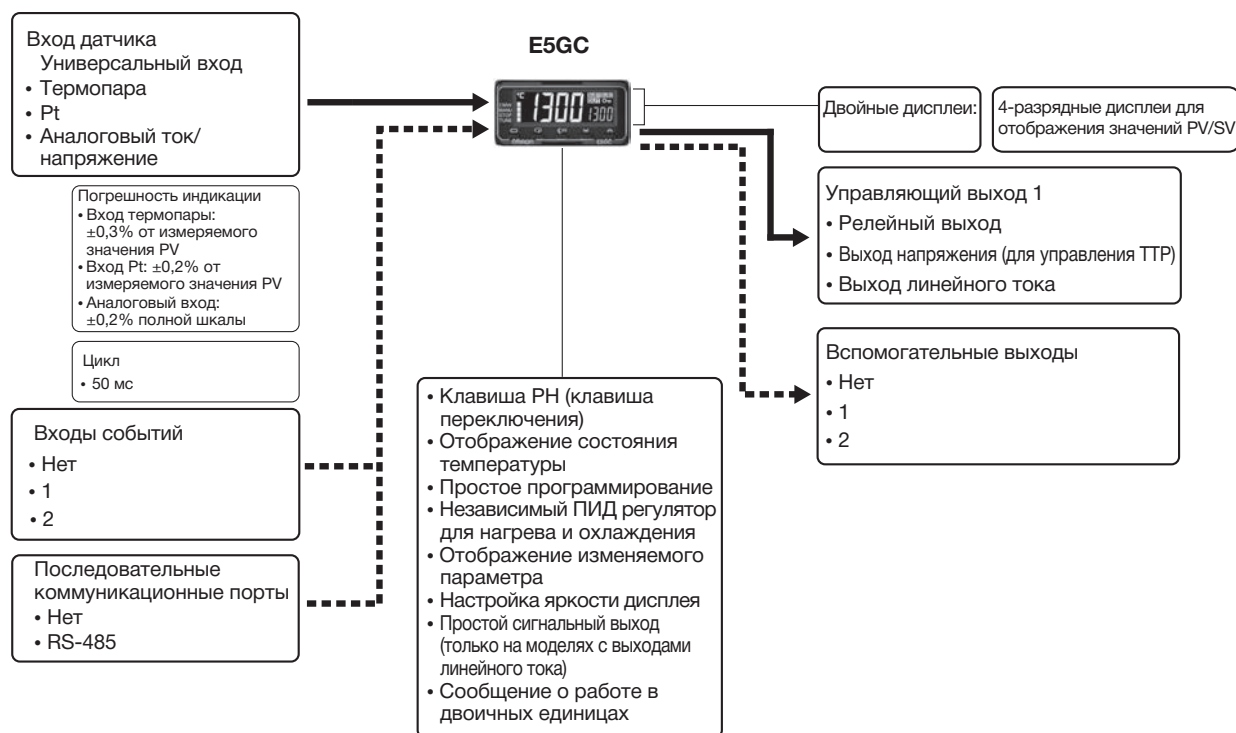 Вход датчика
Универсальный вход
• Термопара
• Pt
• Аналоговый ток/
напряжение
Погрешность индикации
• Вход термопары:
±0,3% от измеряемого
значения PV
• Вход Pt: ±0,2% от
измеряемого значения PV
• Аналоговый вход:
±0,2% полной шкалы
Цикл
• 50 мс
Входы событий
• Нет
• 1
• 2
Последовательные
коммуникационные порты
• Нет
• RS-485
E5GC
°C
1300
1300
• Клавиша PH (клавиша
переключения)
• Отображение состояния
температуры
• Простое программирование
• Независимый ПИД регулятор
для нагрева и охлаждения
• Отображение изменяемого
параметра
• Настройка яркости дисплея
• Простой сигнальный выход
(только на моделях с выходами
линейного тока)
• Сообщение о работе в
двоичных единицах
Двойные дисплеи:
4-разрядные дисплеи для
отображения значений PV/SV
Управляющий выход 1
• Релейный выход
• Выход напряжения (для управления ТТР)
• Выход линейного тока
Вспомогательные выходы
• Нет
• 1
• 2